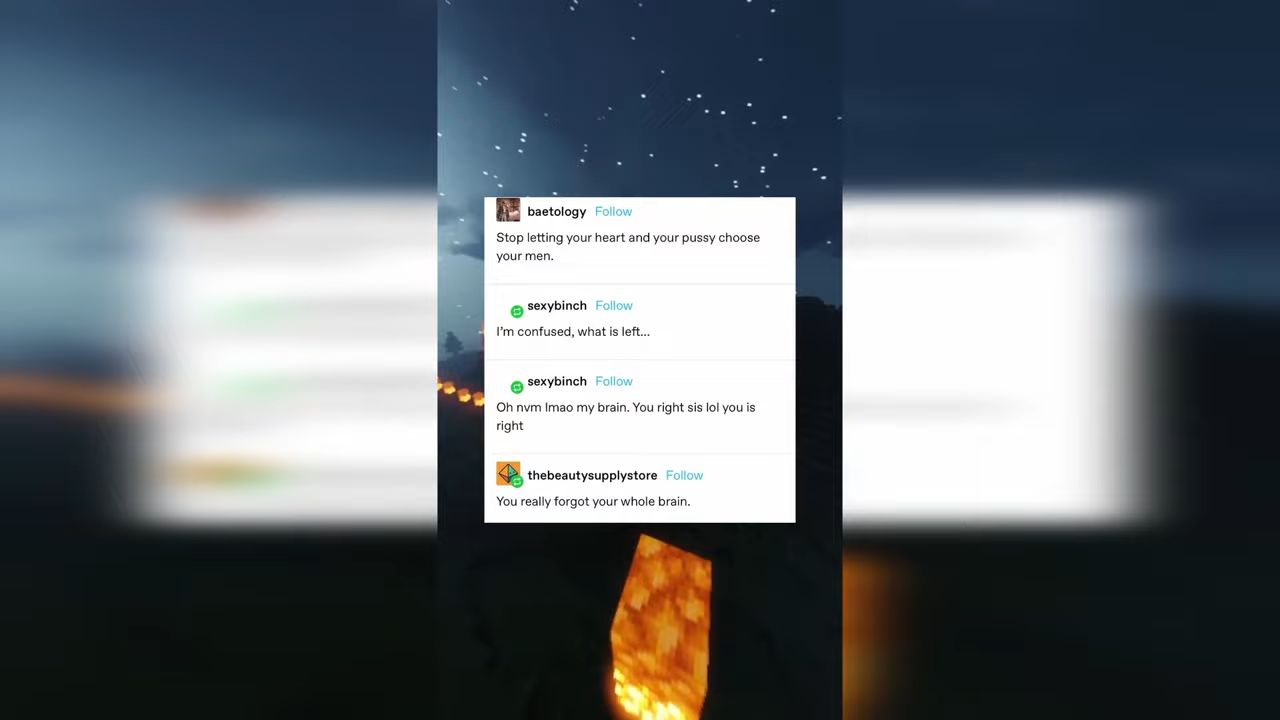 baetology Follow
Stop letting your heart and your pussy choose
your men.
sexybinch Follow
I'm confused, what is left...
sexybinch Follow
Oh nvm lmao my brain. You right sis lol you is
right
thebeautysupplystore Follow
You really forgot your whole brain.